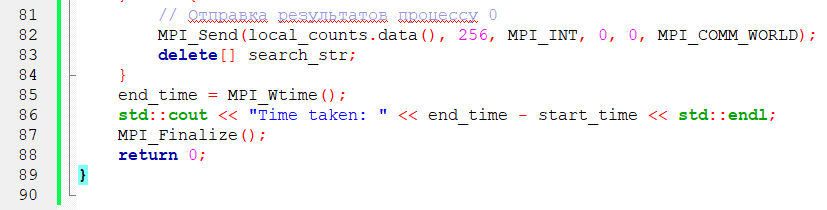 81 // Отправка результатов процессу 0
82 MPI_Send(local_counts.data(), 256, MPI_INT, 0, 0, MPI_COMM_WORLD);
83 delete[] search_str;
84 }
85 end_time = MPI_Wtime();
86 std::cout << "Time taken: " << end_time - start_time << std::endl;
87 MPI_Finalize();
88 return 0;
89 }
90